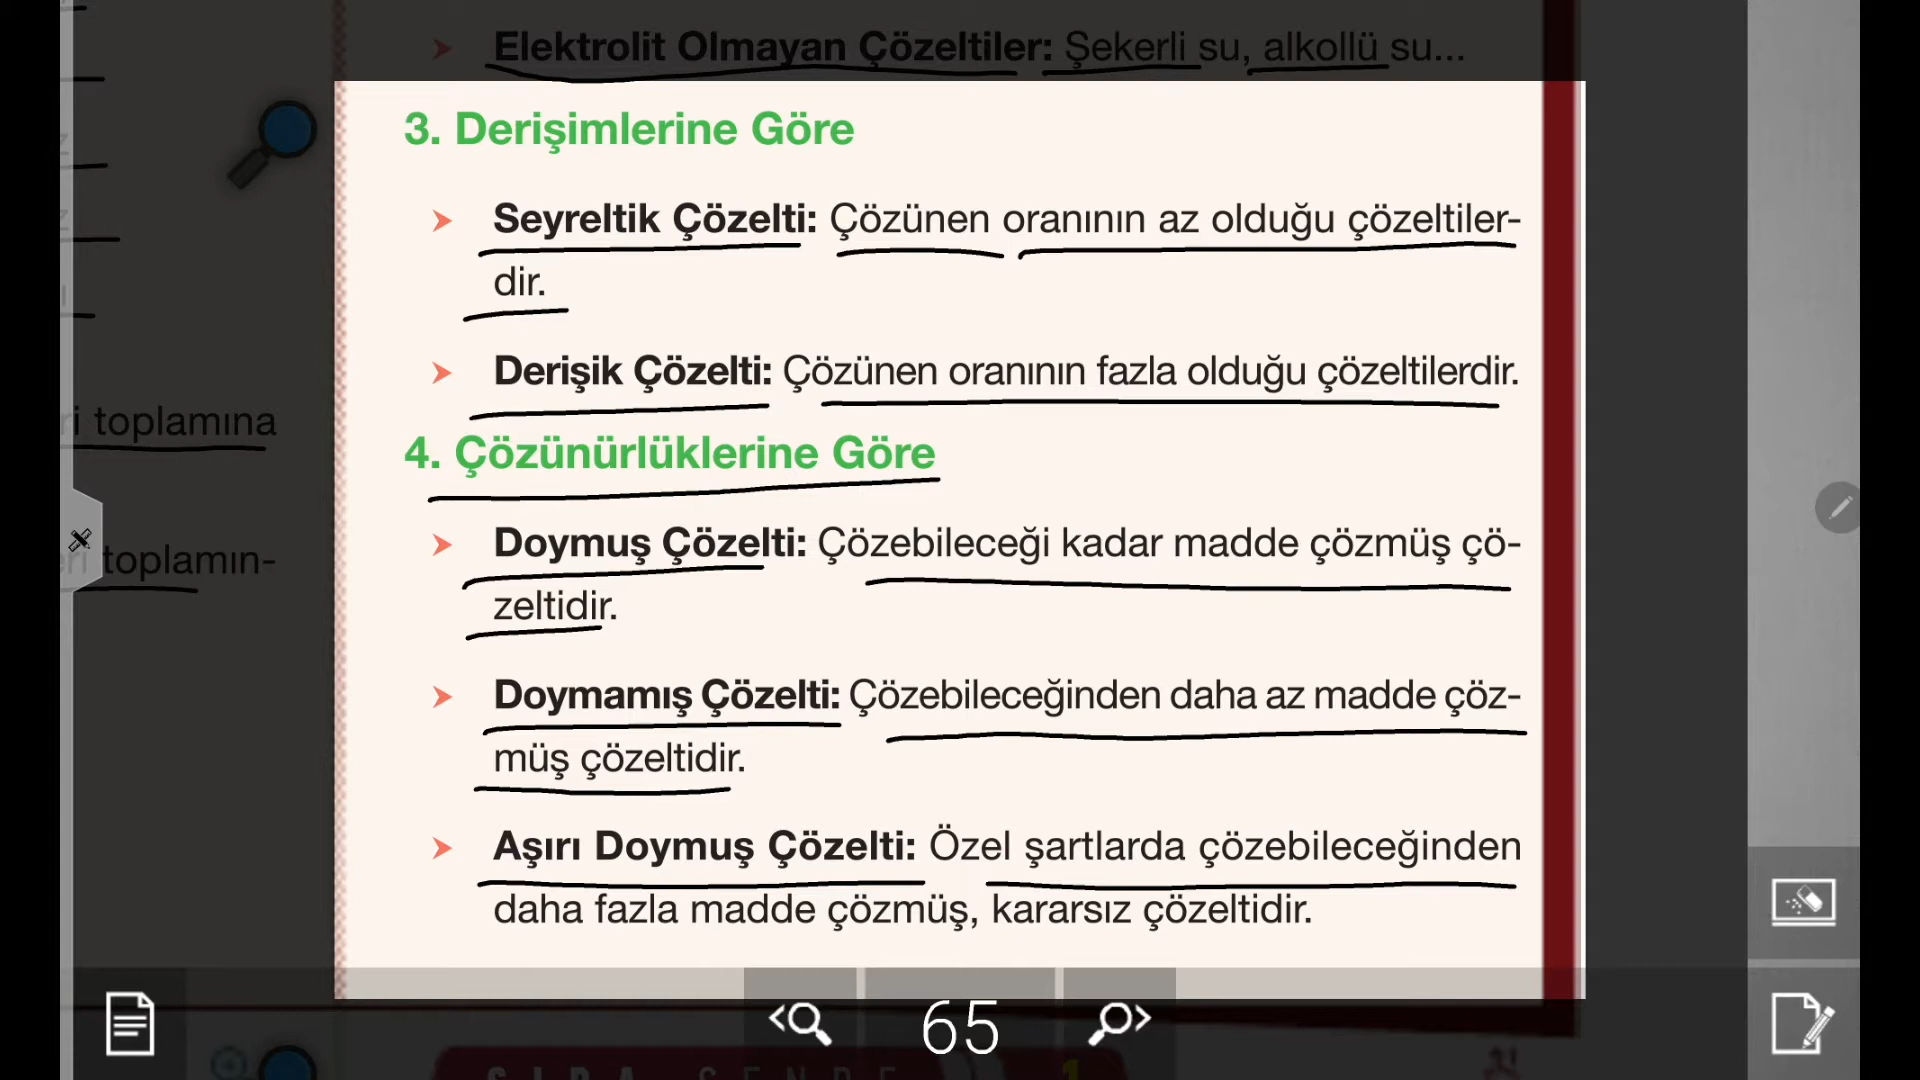 Elektrolit Olmayan Çözeltiler: Şekerli su, alkollü su...
3. Derişimlerine Göre
Seyreltik Çözelti: Çözünen oranının az olduğu çözeltiler-
dir.
Derişik Çözelti: Çözünen oranının fazla olduğu çözeltilerdir.
ri toplamına
4. Çözünürlüklerine Göre
Doymuş Çözelti: Çözebileceği kadar madde çözmüş çö-
zeltidir.
toplamın-
Doymamış Çözelti: Çözebileceğinden daha az madde çöz-
müş çözeltidir.
Aşırı Doymuş Çözelti: Özel şartlarda çözebileceğinden
daha fazla madde çözmüş, kararsız çözeltidir.
65